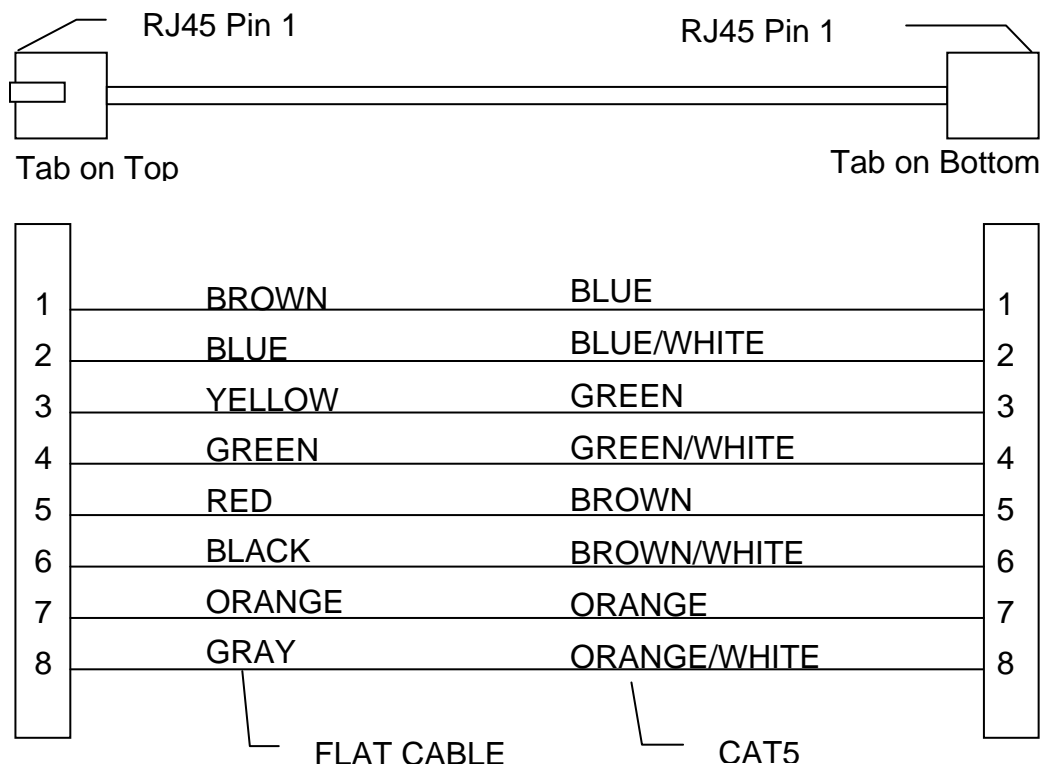 RJ45 Pin 1 RJ45 Pin 1
Tab on Top Tab on Bottom
1 BROWN BLUE 1
2 BLUE BLUE/WHITE 2
3 YELLOW GREEN 3
4 GREEN GREEN/WHITE 4
5 RED BROWN 5
6 BLACK BROWN/WHITE 6
7 ORANGE ORANGE 7
8 GRAY ORANGE/WHITE 8
FLAT CABLE CAT5